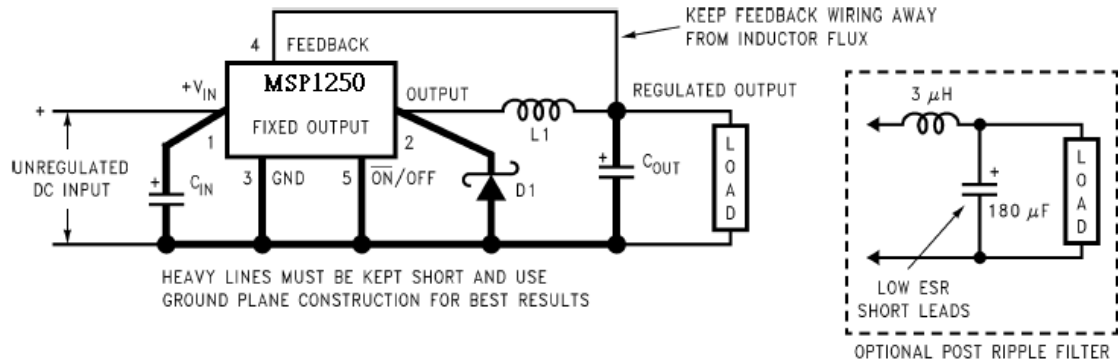 KEEP FEEDBACK WIRING AWAY
FROM INDUCTOR FLUX
4
FEEDBACK
MSP1250
FIXED OUTPUT
+VIN
1
OUTPUT
2
L1
REGULATED OUTPUT
+
UNREGULATED
DC INPUT
+
CIN
3
GND
5
ON/OFF
D1
+
COUT
LOAD
HEAVY LINES MUST BE KEPT SHORT AND USE
GROUND PLANE CONSTRUCTION FOR BEST RESULTS
3 μH
+
180 μF
LOAD
LOW ESR
SHORT LEADS
OPTIONAL POST RIPPLE FILTER